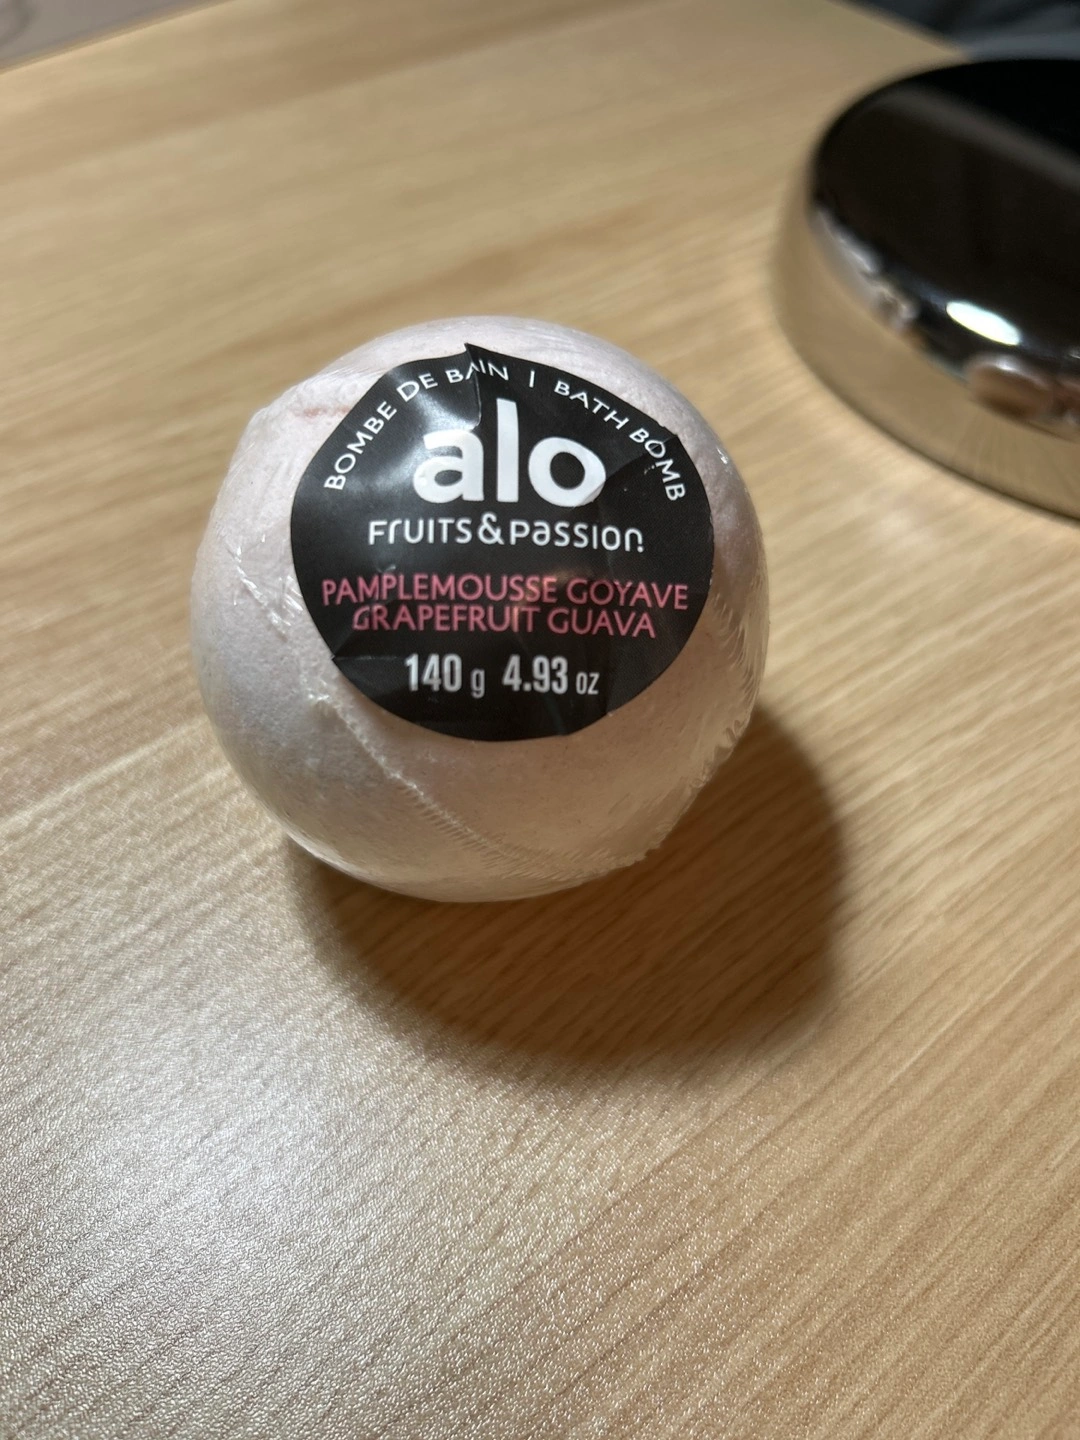 BOMBE DE BAIN | BATH BOMB
alo
FRUITS & PASSION
PAMPLEMOUSSE GOYAVE
GRAPEFRUIT GUAVA
140 g 4.93 oz